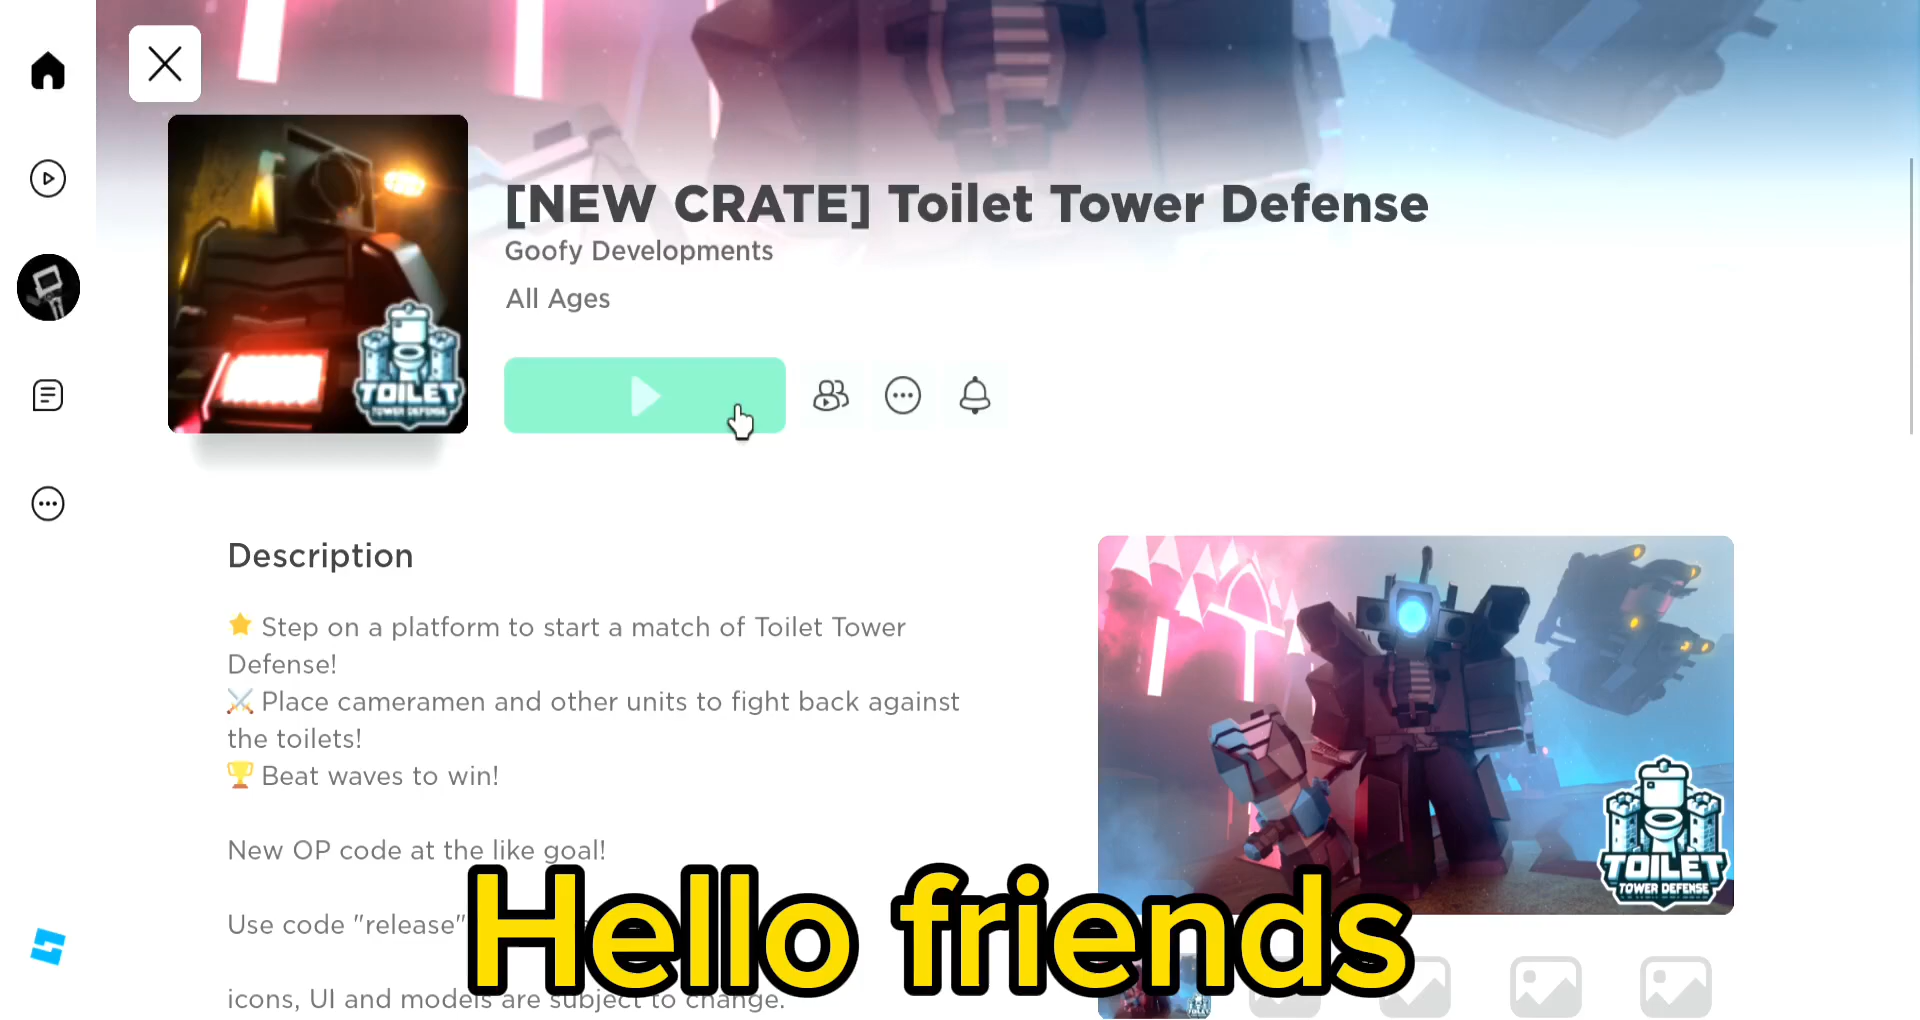 [NEW CRATE] Toilet Tower Defense
Goofy Developments
All Ages
TOILET
TOWER DEFENSE
Description
⭐ Step on a platform to start a match of Toilet Tower
Defense!
⚔️ Place cameramen and other units to fight back against
the toilets!
🏆 Beat waves to win!
New OP code at the like goal!
Use code "release"
icons, UI and models are subject to change.
TOILET
TOWER DEFENSE
Hello friends